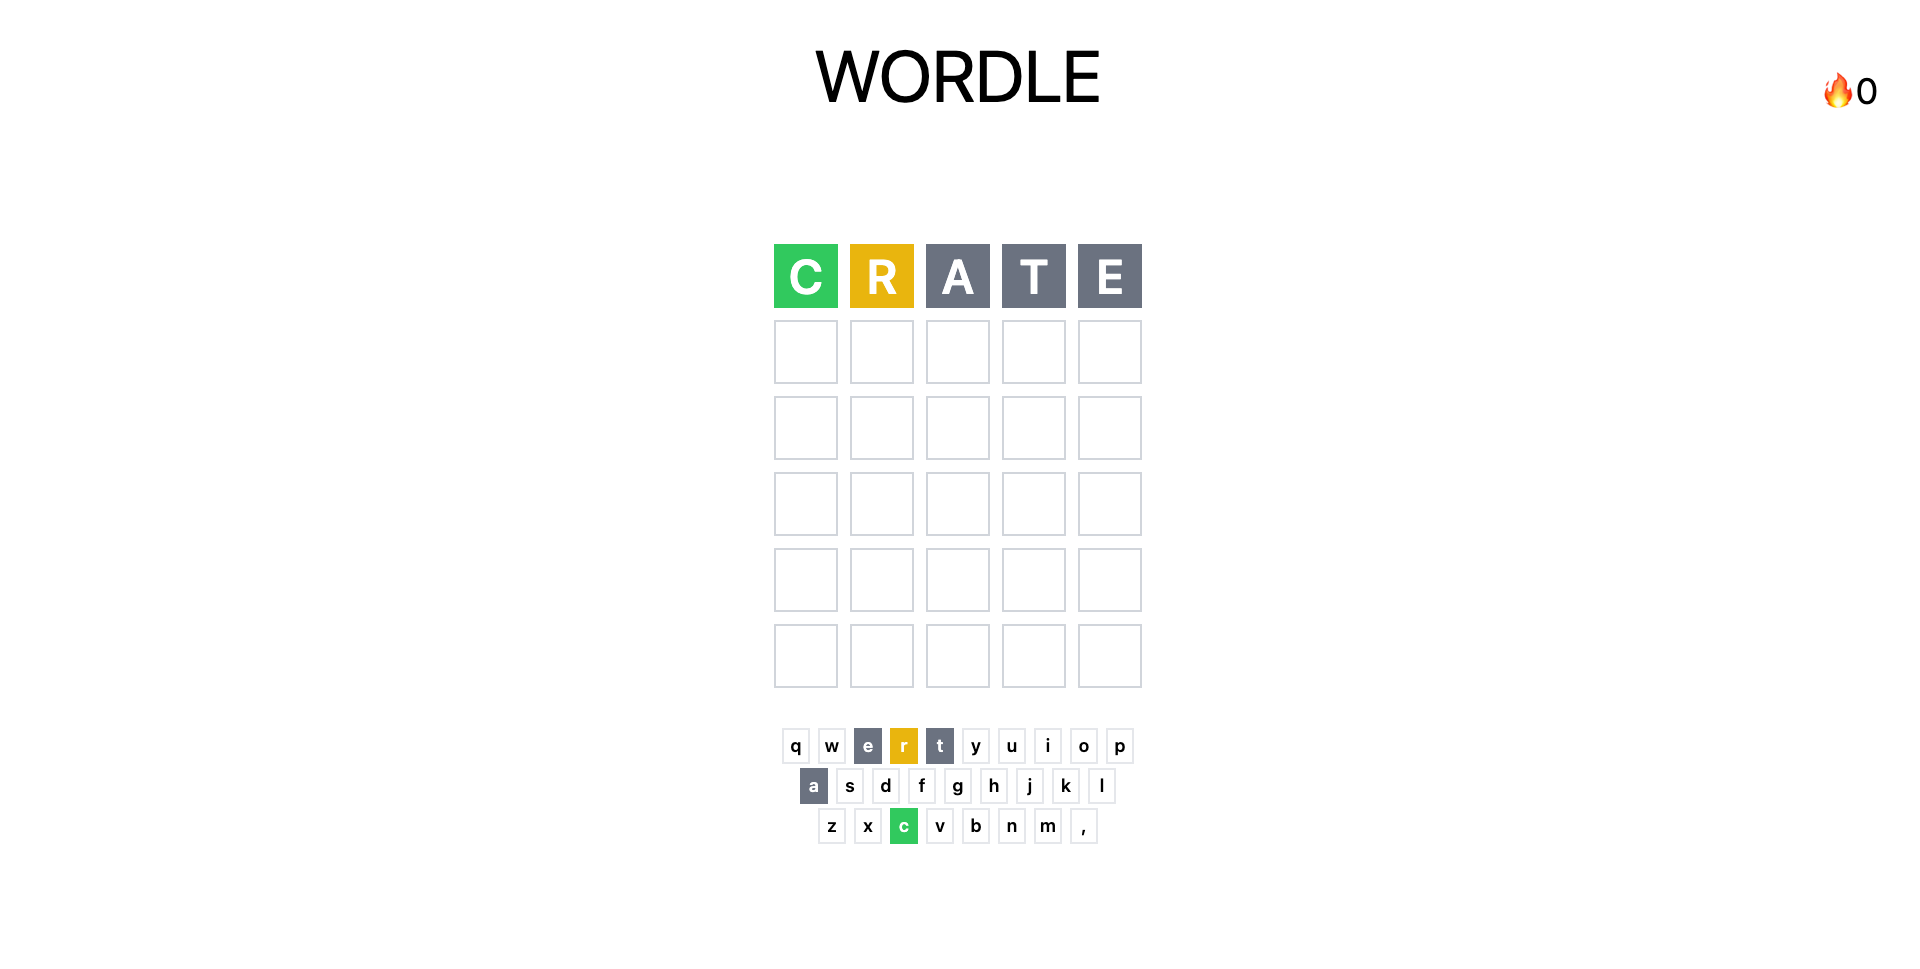 WORDLE
🔥0
C R A T E
q w e r t y u i o p
a s d f g h j k l
z x c v b n m ,